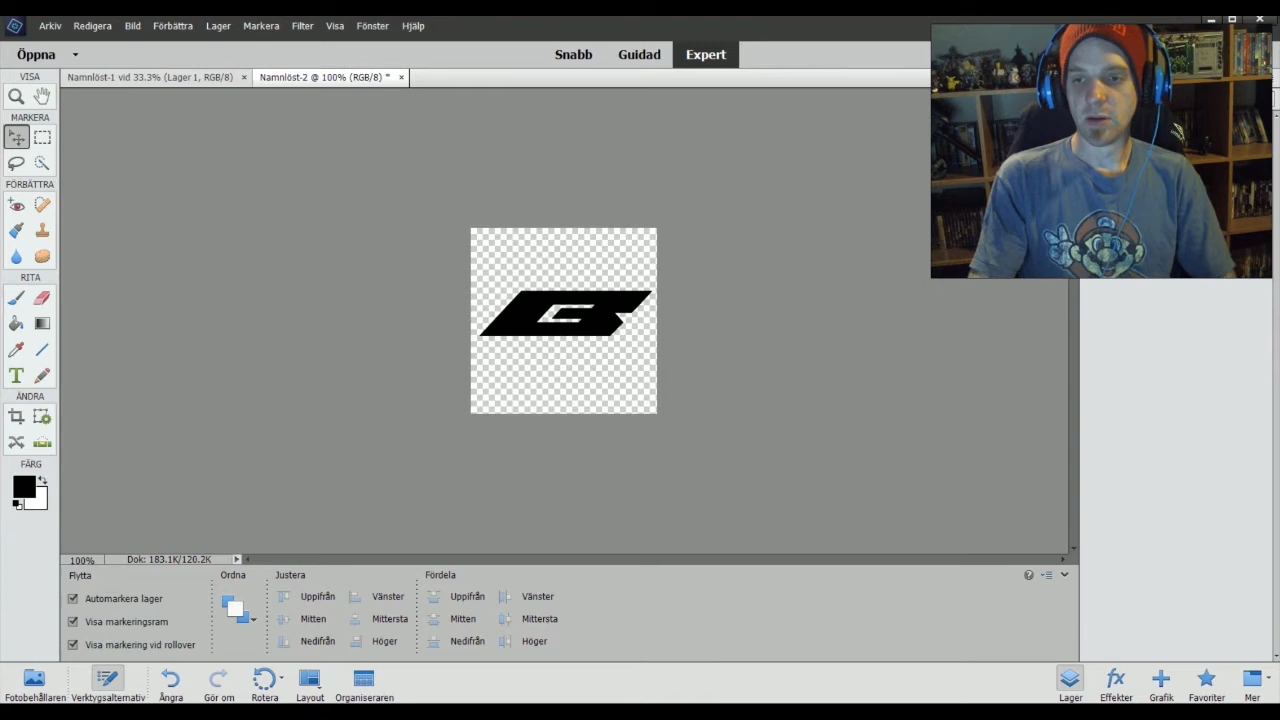 Arkiv Redigera Bild Förbättra Lager Markera Filter Visa Fönster Hjälp
Öppna Snabb Guidad Expert
VISA Namnlöst-1 vid 33.3% (Lager 1, RGB/8) × Namnlöst-2 @ 100% (RGB/8) * ×
MARKERA
FÖRBÄTTRA
RITA
ÄNDRA
FÄRG
B
100% Dok: 183.1K/120.2K
Flytta Ordna Justera Fördela
Automarkera lager Uppifrån Vänster Uppifrån Vänster
Visa markeringsram Mitten Mittersta Mitten Mittersta
Visa markering vid rollover Nedifrån Höger Nedifrån Höger
Fotobehållaren Verktygsalternativ Ångra Gör om Rotera Layout Organiseraren Lager Effekter Grafik Favoriter Mer